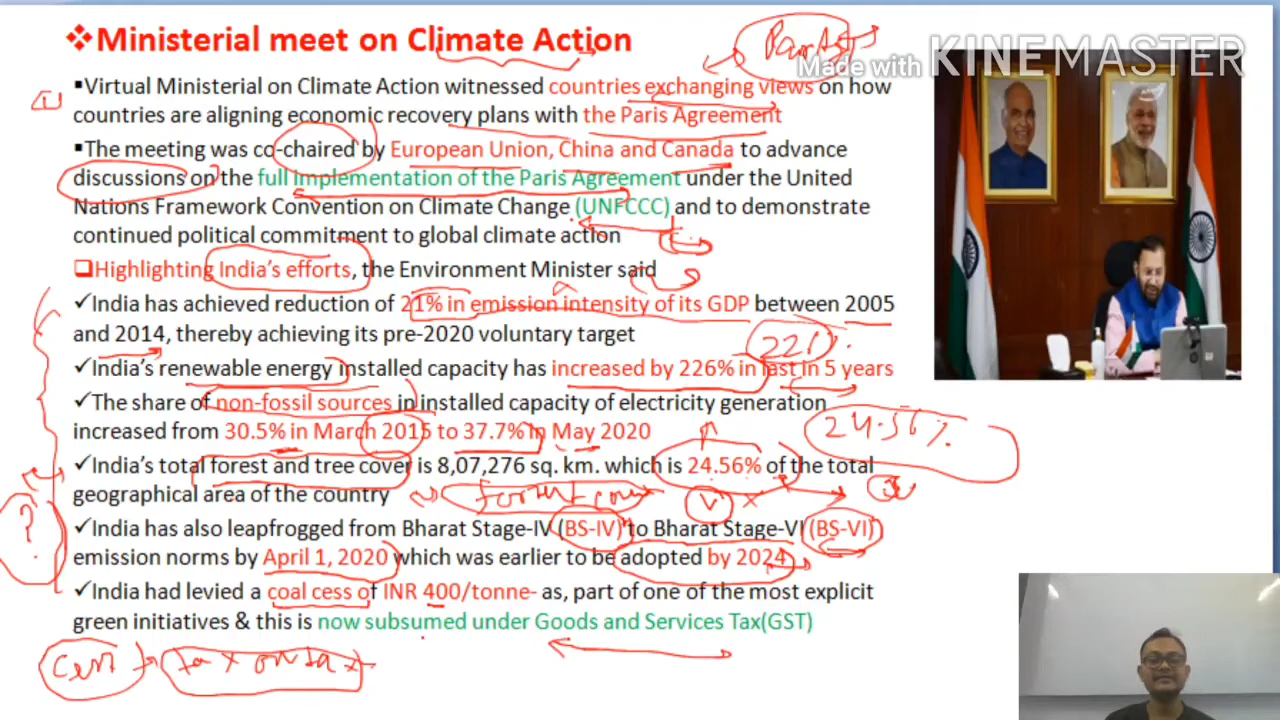 ❖Ministerial meet on Climate Action
Paris
Made with KINEMASTER
▪Virtual Ministerial on Climate Action witnessed countries exchanging views on how
countries are aligning economic recovery plans with the Paris Agreement
▪The meeting was co-chaired by European Union, China and Canada to advance
discussions on the full implementation of the Paris Agreement under the United
Nations Framework Convention on Climate Change (UNFCCC) and to demonstrate
continued political commitment to global climate action
❑Highlighting India's efforts, the Environment Minister said
✓India has achieved reduction of 21% in emission intensity of its GDP between 2005
and 2014, thereby achieving its pre-2020 voluntary target
✓India's renewable energy installed capacity has increased by 226% in last in 5 years
✓The share of non-fossil sources in installed capacity of electricity generation
increased from 30.5% in March 2015 to 37.7% in May 2020
24.56%
✓India's total forest and tree cover is 8,07,276 sq. km. which is 24.56% of the total
geographical area of the country
?
✓India has also leapfrogged from Bharat Stage-IV (BS-IV) to Bharat Stage-VI (BS-VI)
emission norms by April 1, 2020 which was earlier to be adopted by 2024
✓India had levied a coal cess of INR 400/tonne- as, part of one of the most explicit
green initiatives & this is now subsumed under Goods and Services Tax(GST)
Cess → tax on tax